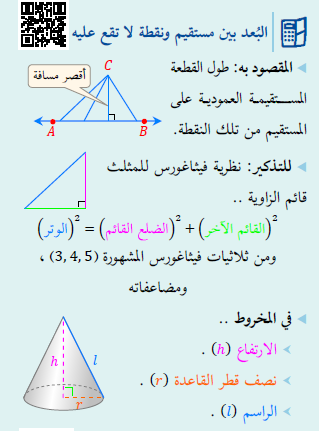 البُعد بين مستقيم ونقطة لا تقع عليه
المقصود به: طول القطعة
المستقيمة العمودية على
المستقيم من تلك النقطة.
أقصر مسافة
C
A
B
للتذكير: نظرية فيثاغورس للمثلث
قائم الزاوية ..
(الوتر)² = (الضلع القائم)² + (القائم الآخر)²
ومن ثلاثيات فيثاغورس المشهورة (3, 4, 5) ،
ومضاعفاته
في المخروط ..
الارتفاع (h) .
نصف قطر القاعدة (r) .
الراسم (l) .
h
l
r